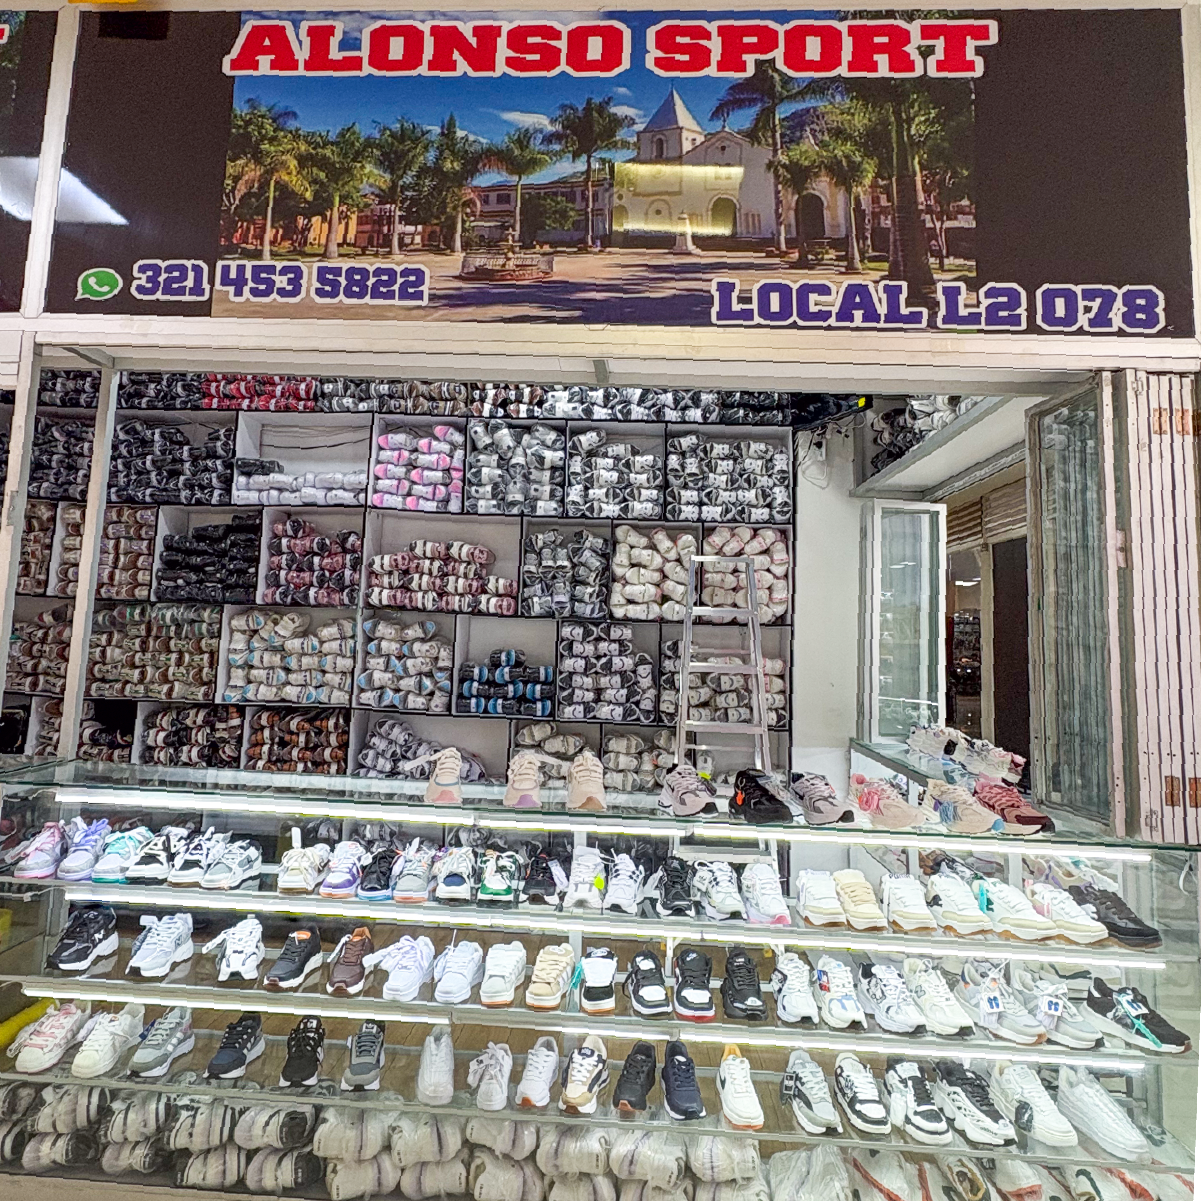 ALONSO SPORT
321 453 5822
LOCAL L2 078